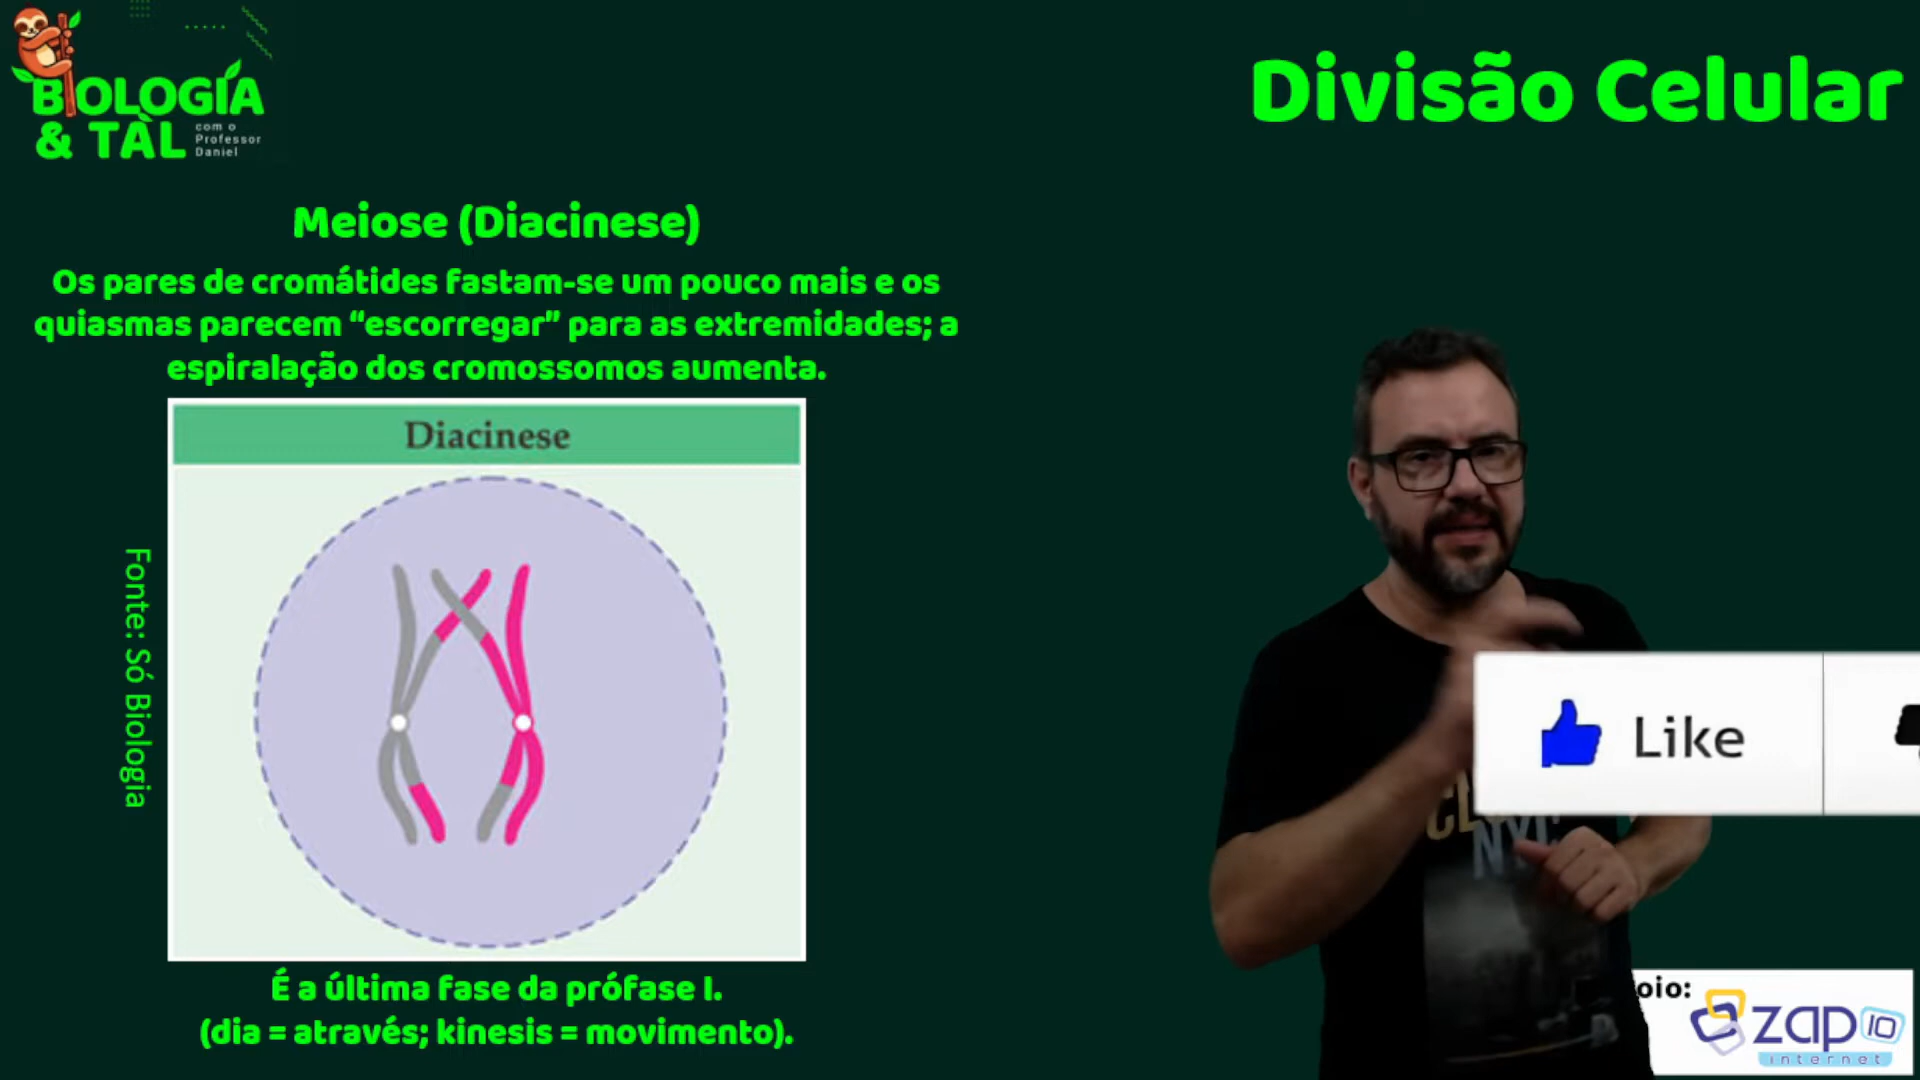 BIOLOGIA
& TAL
com o
Professor
Daniel
Divisão Celular
Meiose (Diacinese)
Os pares de cromátides fastam-se um pouco mais e os
quiasmas parecem “escorregar” para as extremidades; a
espiralação dos cromossomos aumenta.
Diacinese
Fonte: Só Biologia
É a última fase da prófase I.
(dia = através; kinesis = movimento).
Like
NYC
oio:
zap 10
internet